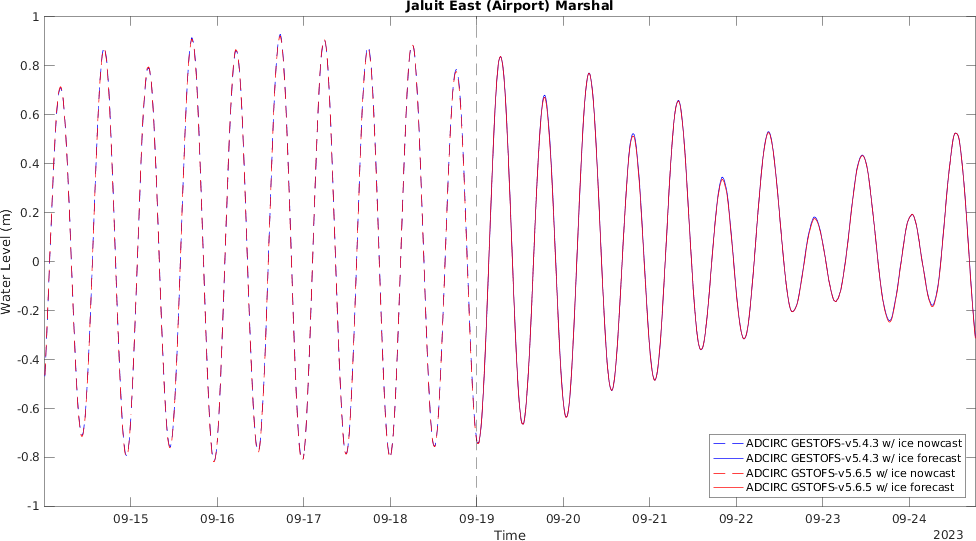 Jaluit East (Airport) Marshal
1
0.8
0.6
0.4
0.2
0
-0.2
-0.4
-0.6
-0.8
-1
Water Level (m)
ADCIRC GESTOFS-v5.4.3 w/ ice nowcast
ADCIRC GESTOFS-v5.4.3 w/ ice forecast
ADCIRC GSTOFS-v5.6.5 w/ ice nowcast
ADCIRC GSTOFS-v5.6.5 w/ ice forecast
09-15 09-16 09-17 09-18 09-19 09-20 09-21 09-22 09-23 09-24
Time
2023